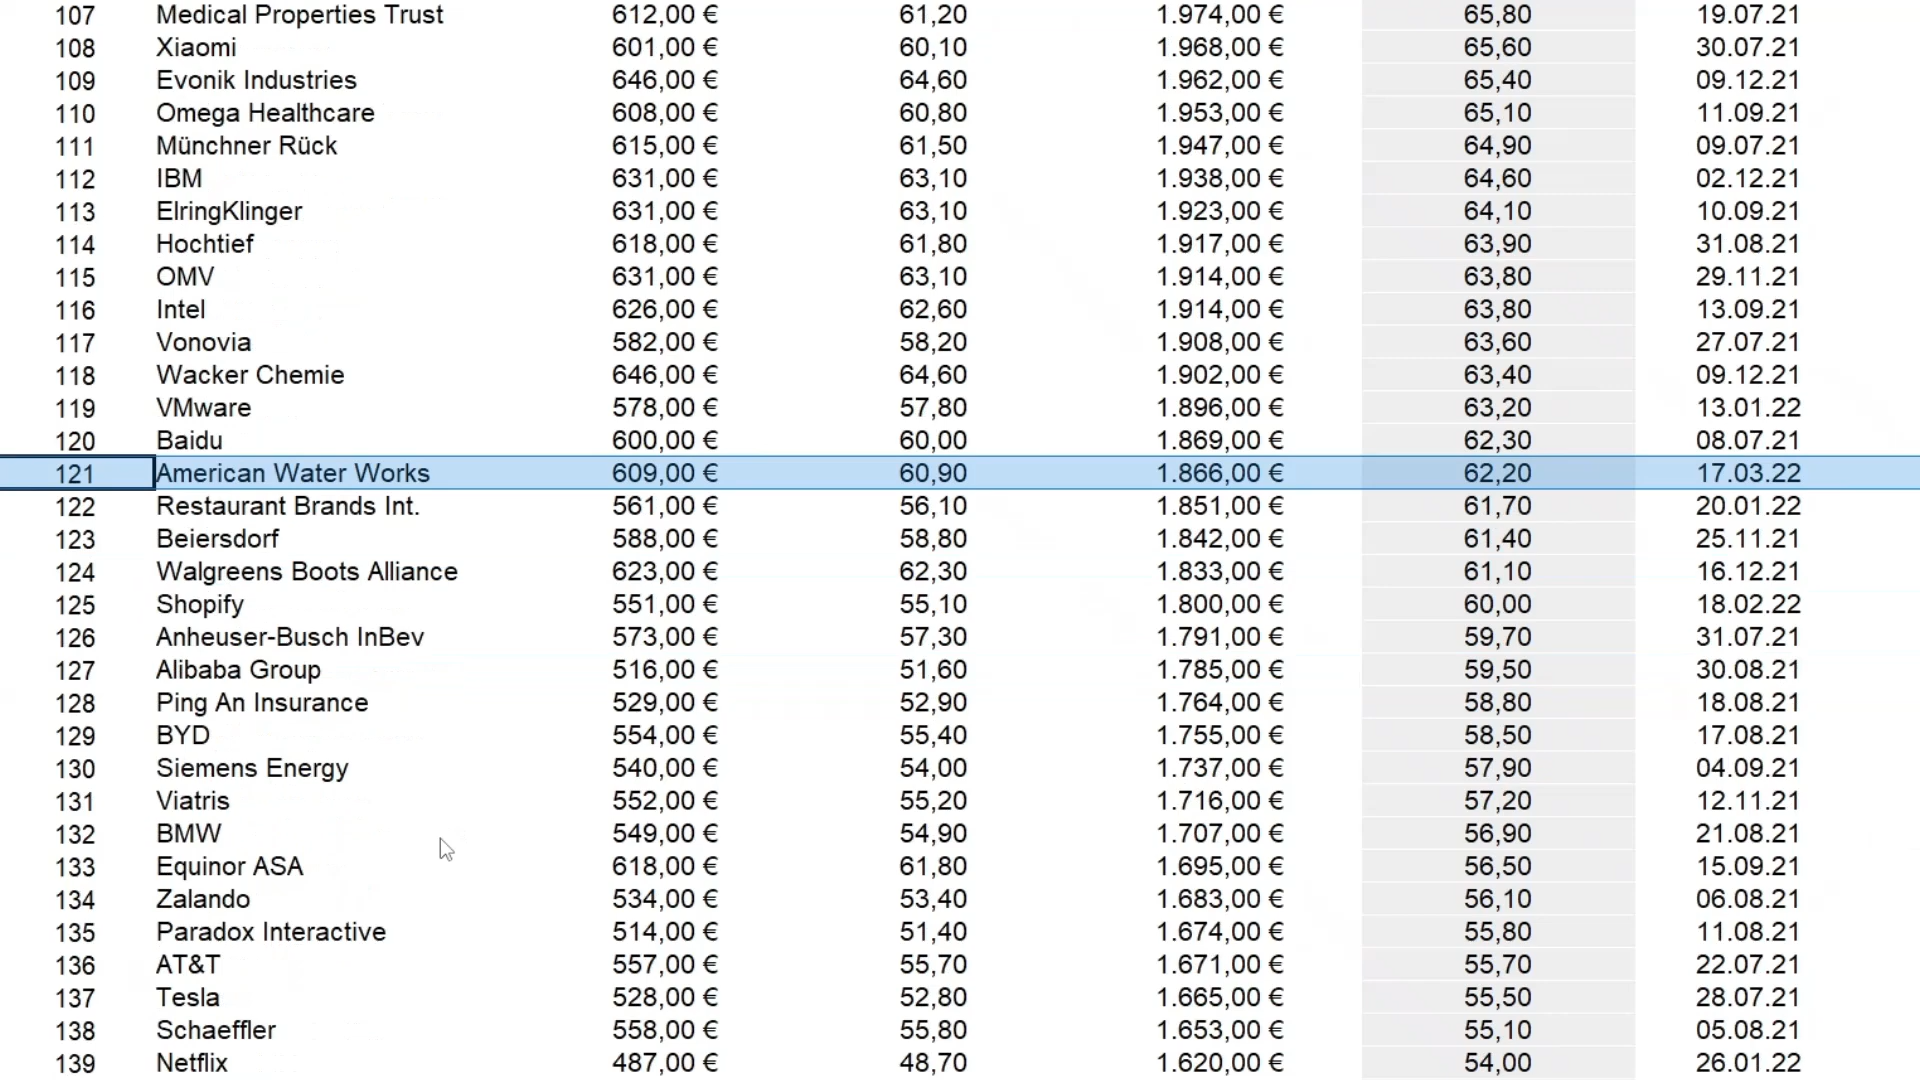 107 Medical Properties Trust 612,00 € 61,20 1.974,00 € 65,80 19.07.21
108 Xiaomi 601,00 € 60,10 1.968,00 € 65,60 30.07.21
109 Evonik Industries 646,00 € 64,60 1.962,00 € 65,40 09.12.21
110 Omega Healthcare 608,00 € 60,80 1.953,00 € 65,10 11.09.21
111 Münchner Rück 615,00 € 61,50 1.947,00 € 64,90 09.07.21
112 IBM 631,00 € 63,10 1.938,00 € 64,60 02.12.21
113 ElringKlinger 631,00 € 63,10 1.923,00 € 64,10 10.09.21
114 Hochtief 618,00 € 61,80 1.917,00 € 63,90 31.08.21
115 OMV 631,00 € 63,10 1.914,00 € 63,80 29.11.21
116 Intel 626,00 € 62,60 1.914,00 € 63,80 13.09.21
117 Vonovia 582,00 € 58,20 1.908,00 € 63,60 27.07.21
118 Wacker Chemie 646,00 € 64,60 1.902,00 € 63,40 09.12.21
119 VMware 578,00 € 57,80 1.896,00 € 63,20 13.01.22
120 Baidu 600,00 € 60,00 1.869,00 € 62,30 08.07.21
121 American Water Works 609,00 € 60,90 1.866,00 € 62,20 17.03.22
122 Restaurant Brands Int. 561,00 € 56,10 1.851,00 € 61,70 20.01.22
123 Beiersdorf 588,00 € 58,80 1.842,00 € 61,40 25.11.21
124 Walgreens Boots Alliance 623,00 € 62,30 1.833,00 € 61,10 16.12.21
125 Shopify 551,00 € 55,10 1.800,00 € 60,00 18.02.22
126 Anheuser-Busch InBev 573,00 € 57,30 1.791,00 € 59,70 31.07.21
127 Alibaba Group 516,00 € 51,60 1.785,00 € 59,50 30.08.21
128 Ping An Insurance 529,00 € 52,90 1.764,00 € 58,80 18.08.21
129 BYD 554,00 € 55,40 1.755,00 € 58,50 17.08.21
130 Siemens Energy 540,00 € 54,00 1.737,00 € 57,90 04.09.21
131 Viatris 552,00 € 55,20 1.716,00 € 57,20 12.11.21
132 BMW 549,00 € 54,90 1.707,00 € 56,90 21.08.21
133 Equinor ASA 618,00 € 61,80 1.695,00 € 56,50 15.09.21
134 Zalando 534,00 € 53,40 1.683,00 € 56,10 06.08.21
135 Paradox Interactive 514,00 € 51,40 1.674,00 € 55,80 11.08.21
136 AT&T 557,00 € 55,70 1.671,00 € 55,70 22.07.21
137 Tesla 528,00 € 52,80 1.665,00 € 55,50 28.07.21
138 Schaeffler 558,00 € 55,80 1.653,00 € 55,10 05.08.21
139 Netflix 487,00 € 48,70 1.620,00 € 54,00 26.01.22